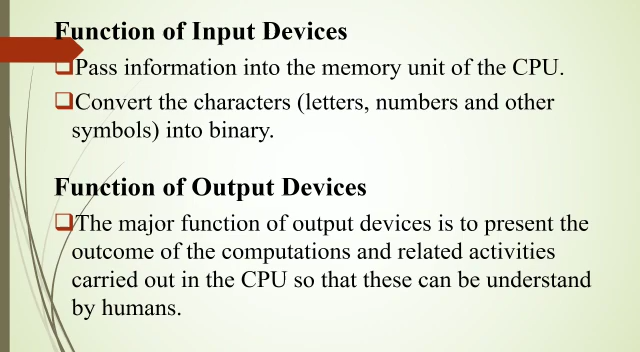 Function of Input Devices
Pass information into the memory unit of the CPU.
Convert the characters (letters, numbers and other
symbols) into binary.
Function of Output Devices
The major function of output devices is to present the
outcome of the computations and related activities
carried out in the CPU so that these can be understand
by humans.